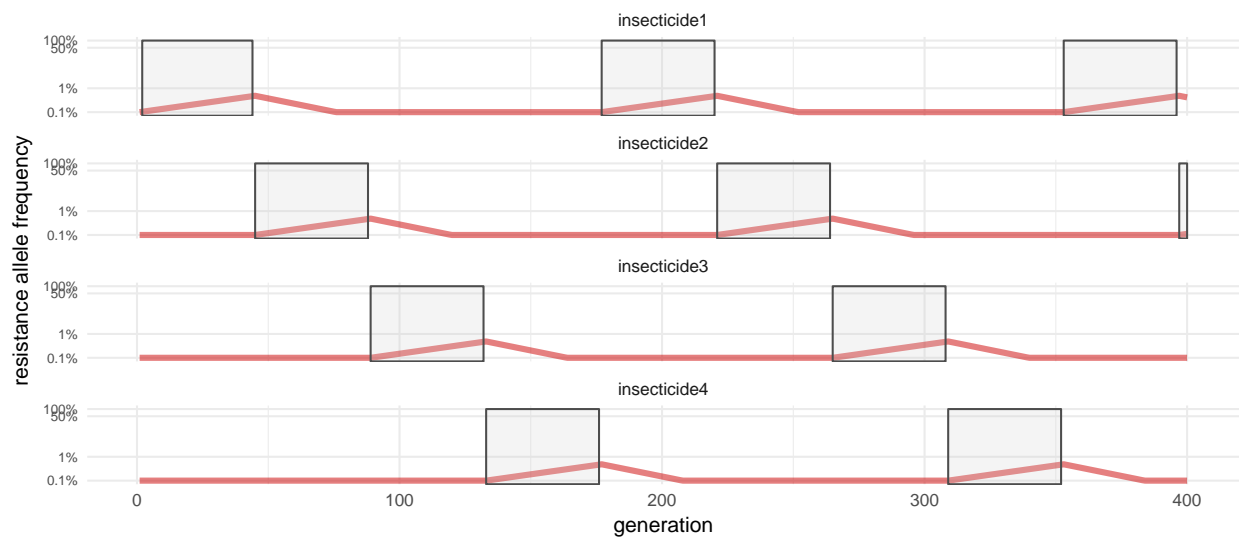 insecticide1
100%
50%
1%
0.1%
insecticide2
100%
50%
1%
0.1%
insecticide3
100%
50%
1%
0.1%
insecticide4
100%
50%
1%
0.1%
0 100 200 300 400
generation
resistance allele frequency